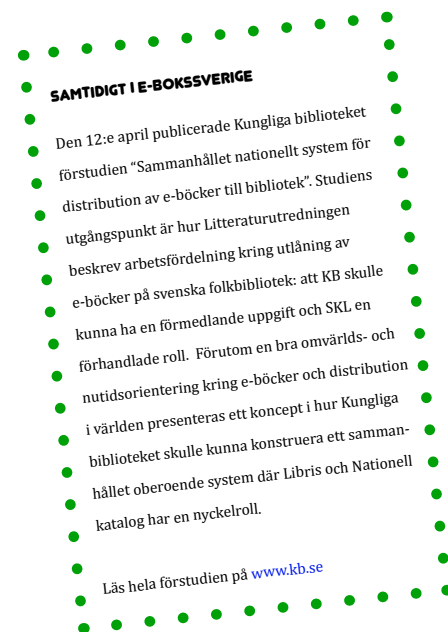 SAMTIDIGT I E-BOKSSVERIGE
Den 12:e april publicerade Kungliga biblioteket
förstudien ”Sammanhållet nationellt system för
distribution av e-böcker till bibliotek”. Studiens
utgångspunkt är hur Litteraturutredningen
beskrev arbetsfördelning kring utlåning av
e-böcker på svenska folkbibliotek: att KB skulle
kunna ha en förmedlande uppgift och SKL en
förhandlade roll. Förutom en bra omvärlds- och
nutidsorientering kring e-böcker och distribution
i världen presenteras ett koncept i hur Kungliga
biblioteket skulle kunna konstruera ett samman-
hållet oberoende system där Libris och Nationell
katalog har en nyckelroll.
Läs hela förstudien på www.kb.se